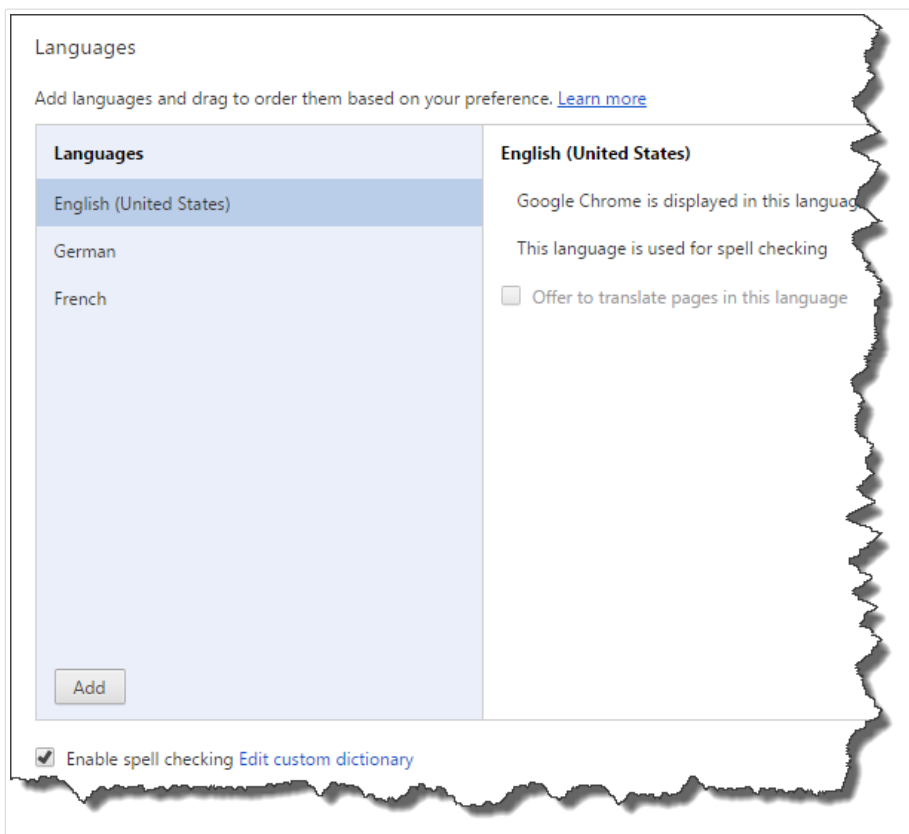 Languages
Add languages and drag to order them based on your preference. Learn more
Languages
English (United States)
German
French
Add
English (United States)
Google Chrome is displayed in this
This language is used for spell checking
Offer to translate pages in this language
Enable spell checking Edit custom dictionary